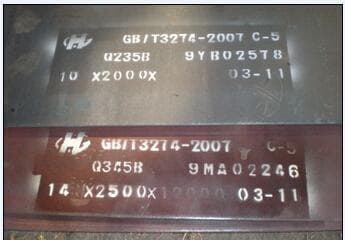 GB/T3274-2007 C-5
Q235B 9YB02578
10 X2000X 03-11
GB/T3274-2007 C-5
Q345B 9MA02246
14 X2500X12000 03-11